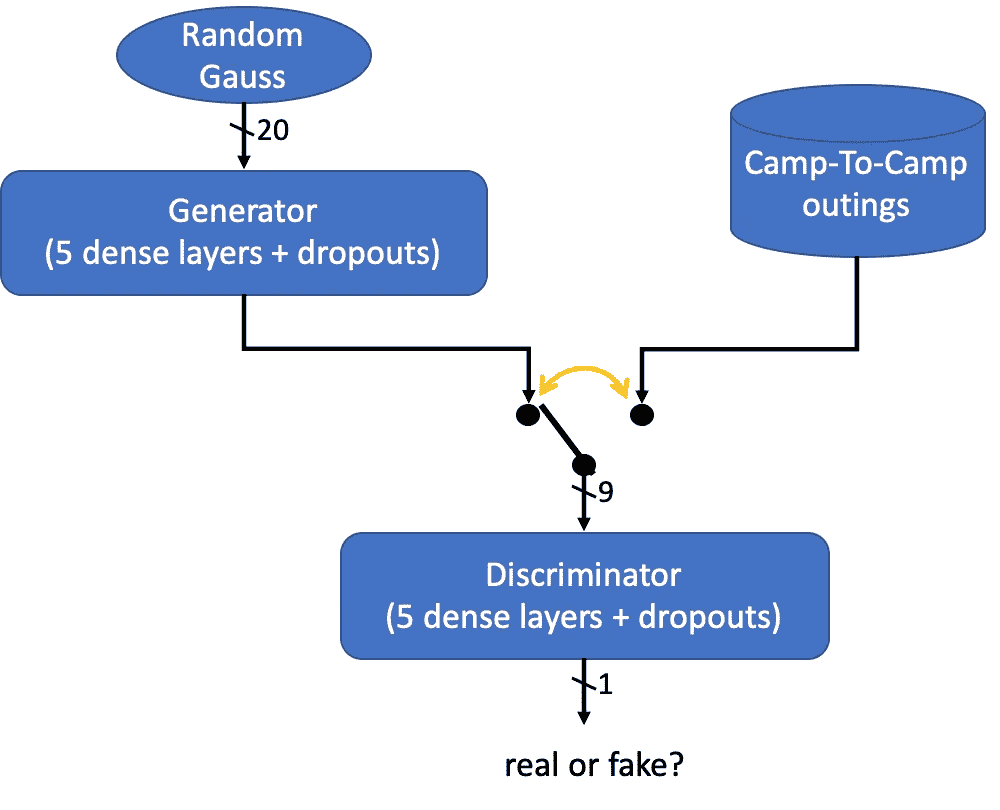 Random
Gauss
20
Generator
(5 dense layers + dropouts)
Camp-To-Camp
outings
9
Discriminator
(5 dense layers + dropouts)
1
real or fake?